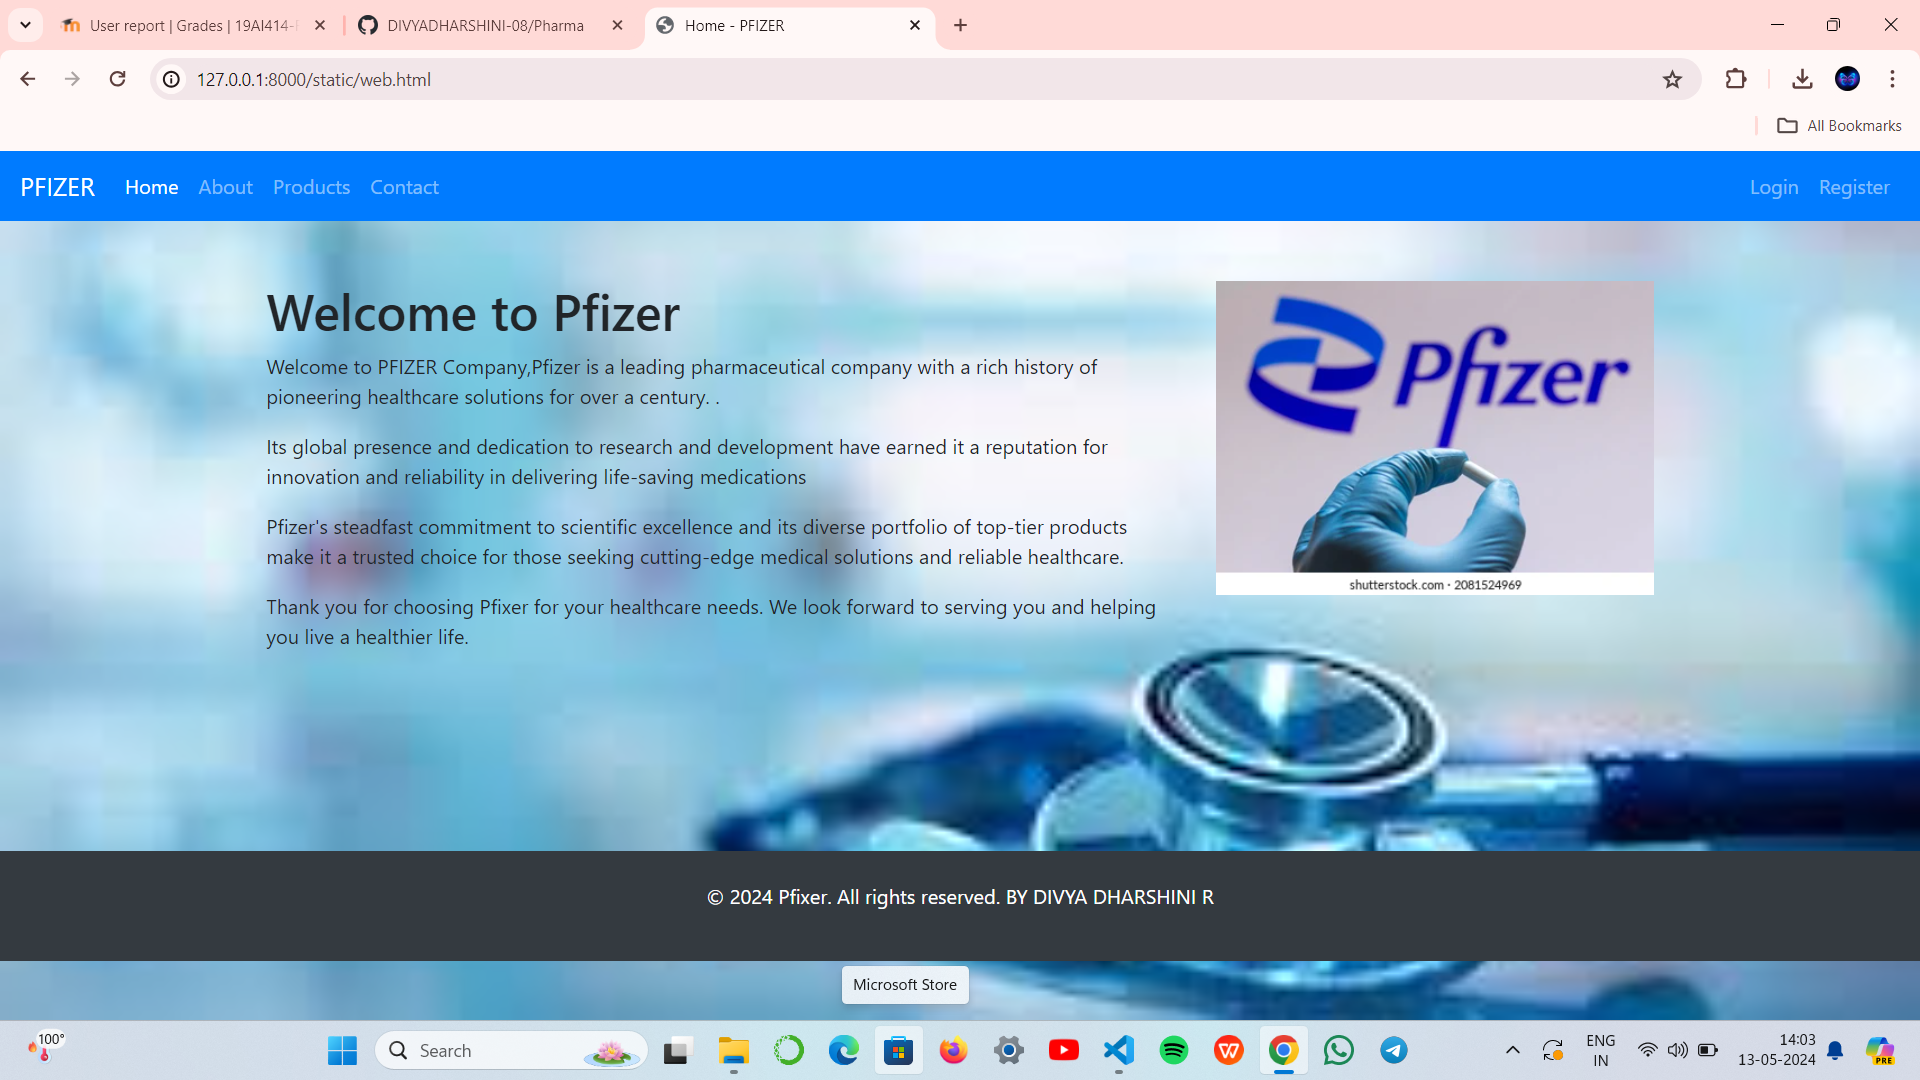 User report | Grades | 19AI414-
DIVYADHARSHINI-08/Pharma
Home - PFIZER
127.0.0.1:8000/static/web.html
All Bookmarks
PFIZER Home About Products Contact Login Register
Welcome to Pfizer
Welcome to PFIZER Company,Pfizer is a leading pharmaceutical company with a rich history of
pioneering healthcare solutions for over a century. .
Its global presence and dedication to research and development have earned it a reputation for
innovation and reliability in delivering life-saving medications
Pfizer's steadfast commitment to scientific excellence and its diverse portfolio of top-tier products
make it a trusted choice for those seeking cutting-edge medical solutions and reliable healthcare.
Thank you for choosing Pfixer for your healthcare needs. We look forward to serving you and helping
you live a healthier life.
Pfizer
shutterstock.com · 2081524969
© 2024 Pfixer. All rights reserved. BY DIVYA DHARSHINI R
Microsoft Store
100°
Search
W
ENG
IN
14:03
13-05-2024
PRE